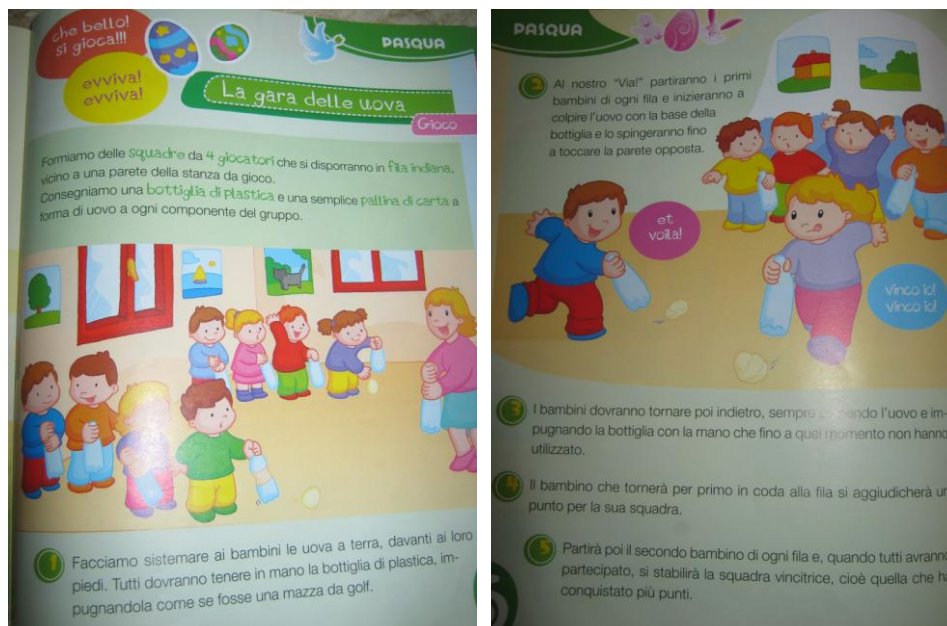 che bello!
si gioca!!!
evviva!
evviva!
PASQUA
La gara delle uova
Gioco
Formiamo delle squadre da 4 giocatori che si disporranno in fila indiana,
vicino a una parete della stanza da gioco.
Consegniamo una bottiglia di plastica e una semplice pallina di carta a
forma di uovo a ogni componente del gruppo.
1 Facciamo sistemare ai bambini le uova a terra, davanti ai loro
piedi. Tutti dovranno tenere in mano la bottiglia di plastica, im-
pugnandola come se fosse una mazza da golf.
PASQUA
2 Al nostro "Via!" partiranno i primi
bambini di ogni fila e inizieranno a
colpire l'uovo con la base della
bottiglia e lo spingeranno fino
a toccare la parete opposta.
et
voila!
vinco io!
vinco io!
3 I bambini dovranno tornare poi indietro, sempre l'uovo e im-
pugnando la bottiglia con la mano che fino a quel momento non hanno
utilizzato.
4 Il bambino che tornerà per primo in coda alla fila si aggiudicherà un
punto per la sua squadra.
5 Partirà poi il secondo bambino di ogni fila e, quando tutti avranno
partecipato, si stabilirà la squadra vincitrice, cioè quella che ha
conquistato più punti.